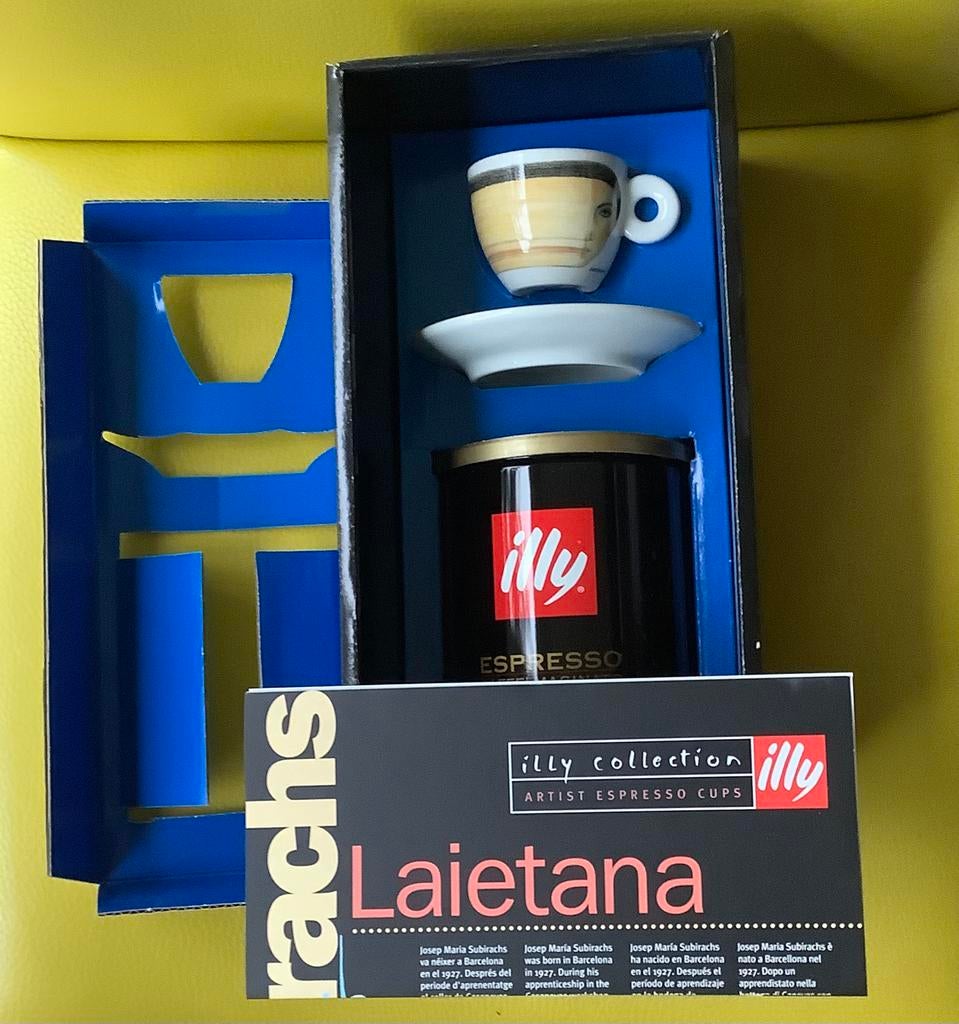 illy
ESPRESSO
rachs
illy collection
illy
ARTIST ESPRESSO CUPS
Laietana
Josep Maria Subirachs
va néixer a Barcelona
en el 1927. Després del
periode d'aprenentatge
Josep María Subirachs
was born in Barcelona
in 1927. During his
apprenticeship in the
Josep María Subirachs
ha nacido en Barcelona
en el 1927. Después el
período de aprendizaje
Josep Maria Subirachs è
nato a Barcellona nel
1927. Dopo un
apprendistato nella